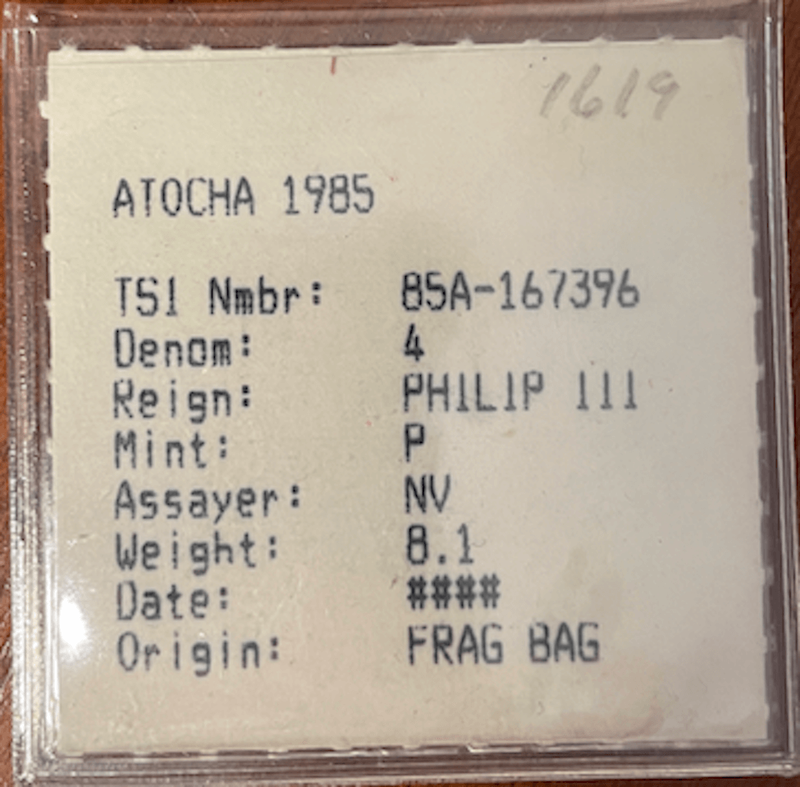 1619
ATOCHA 1985
TSI Nmbr: 85A-167396
Denom: 4
Reign: PHILIP III
Mint: P
Assayer: NV
Weight: 8.1
Date: ####
Origin: FRAG BAG